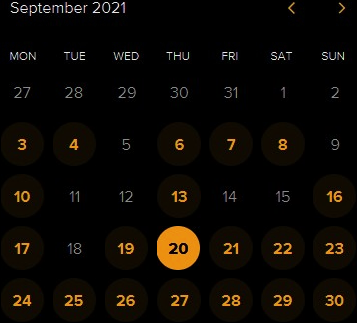 September 2021
MON TUE WED THU FRI SAT SUN
27 28 29 30 31 1 2
3 4 5 6 7 8 9
10 11 12 13 14 15 16
17 18 19 20 21 22 23
24 25 26 27 28 29 30